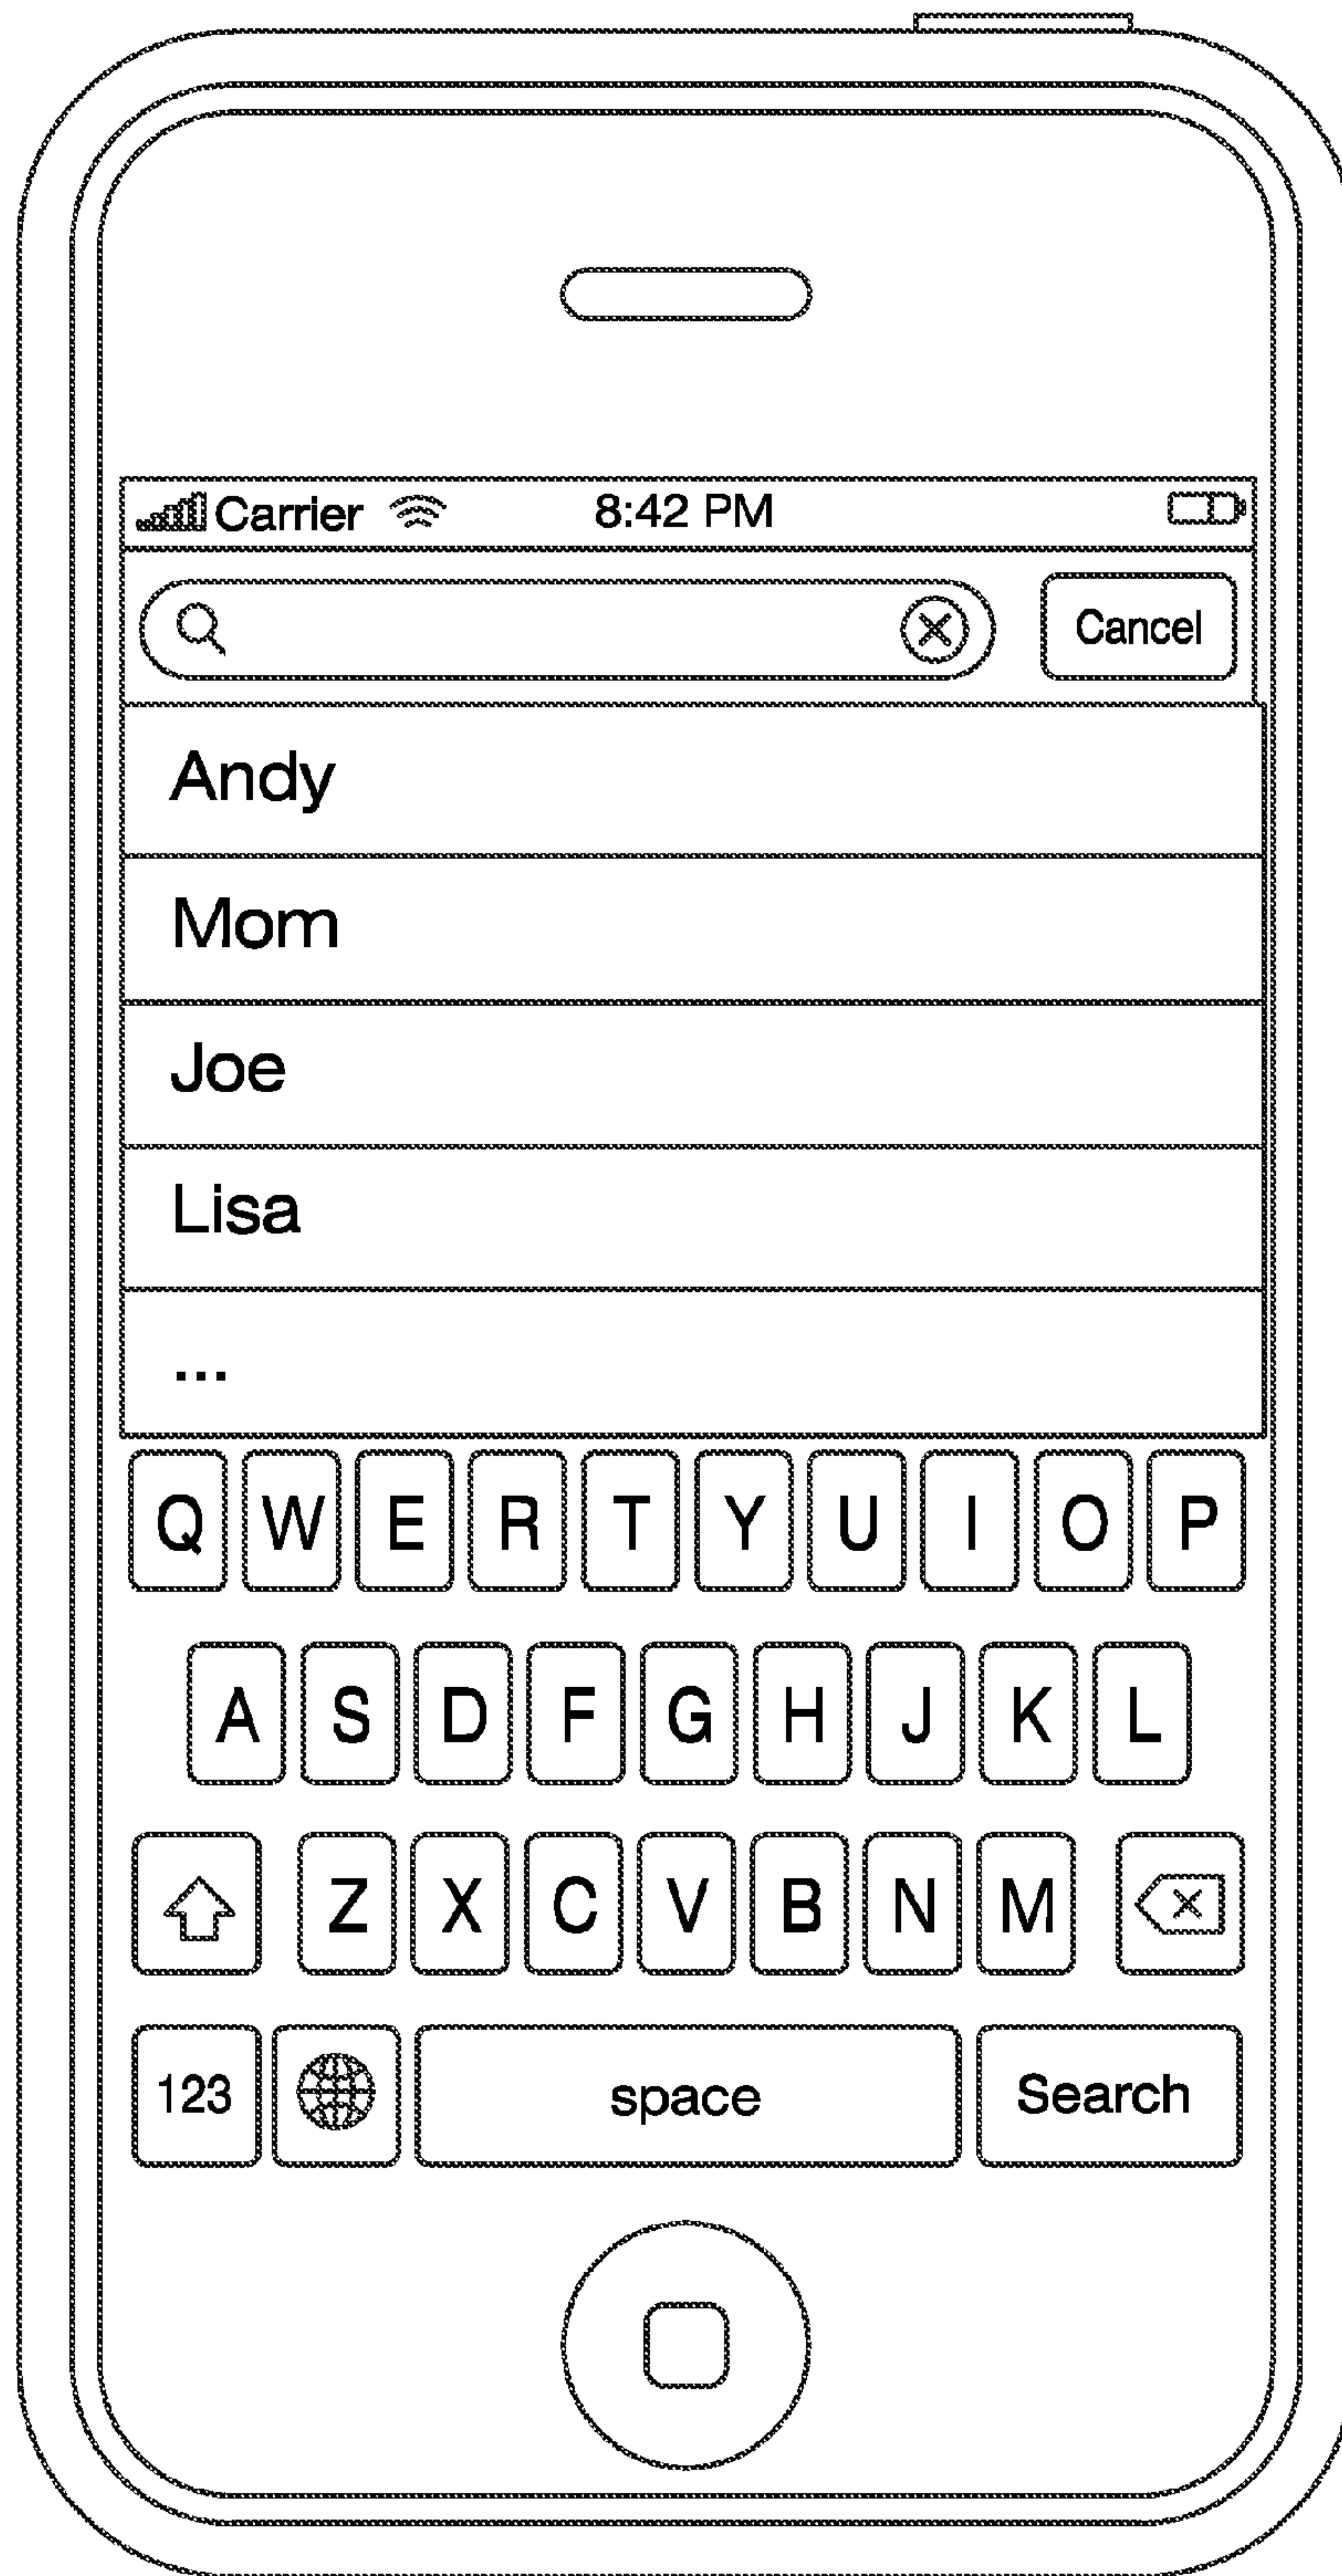 Carrier 8:42 PM
Cancel
Andy
Mom
Joe
Lisa
...
Q W E R T Y U I O P
A S D F G H J K L
Z X C V B N M
123 space Search